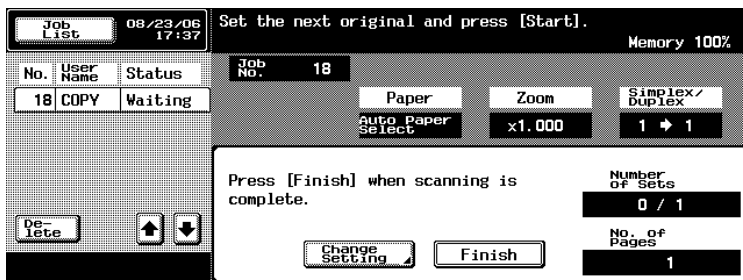 Job
List
08/23/06
17:37
Set the next original and press [Start].
Memory 100%
No. User
Name Status
18 COPY Waiting
De-
lete
Job
No. 18
Paper
Auto Paper
Select
Zoom
x1.000
Simplex/
Duplex
1 ➔ 1
Press [Finish] when scanning is
complete.
Change
Setting
Finish
Number
of Sets
0 / 1
No. of
Pages
1